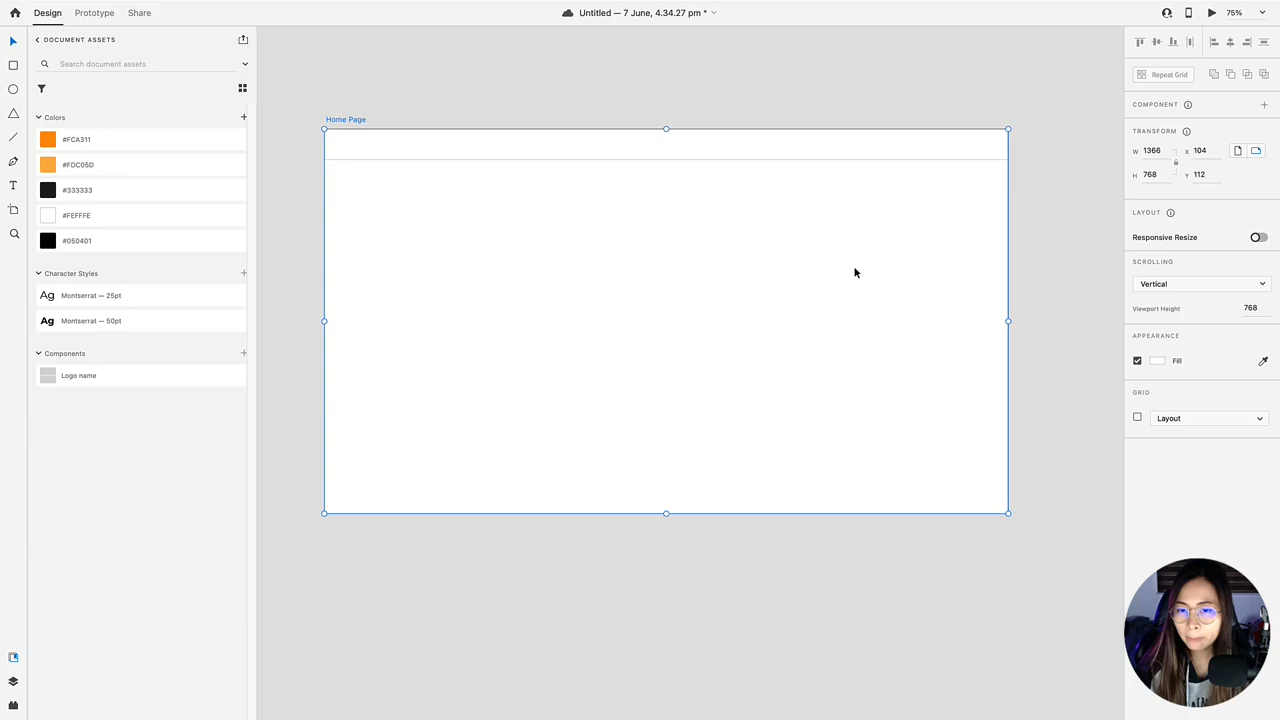 Design Prototype Share
Untitled — 7 June, 4.34.27 pm *
75%
DOCUMENT ASSETS
Search document assets
Colors
#FCA311
#FDC05D
#333333
#FEFFFE
#050401
Character Styles
Ag Montserrat — 25pt
Ag Montserrat — 50pt
Components
Logo name
Home Page
Repeat Grid
COMPONENT
TRANSFORM
W 1366 X 104
H 768 Y 112
LAYOUT
Responsive Resize
SCROLLING
Vertical
Viewport Height 768
APPEARANCE
Fill
GRID
Layout